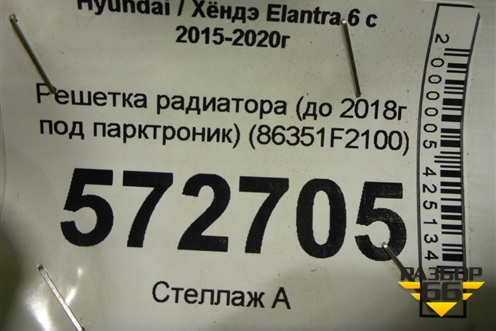 Hyundai / Хёндэ Elantra 6 с
2015-2020г
Решетка радиатора (до 2018г
под парктроник) (86351F2100)
572705
Стеллаж А
2000005425134
РАЗБОР
66